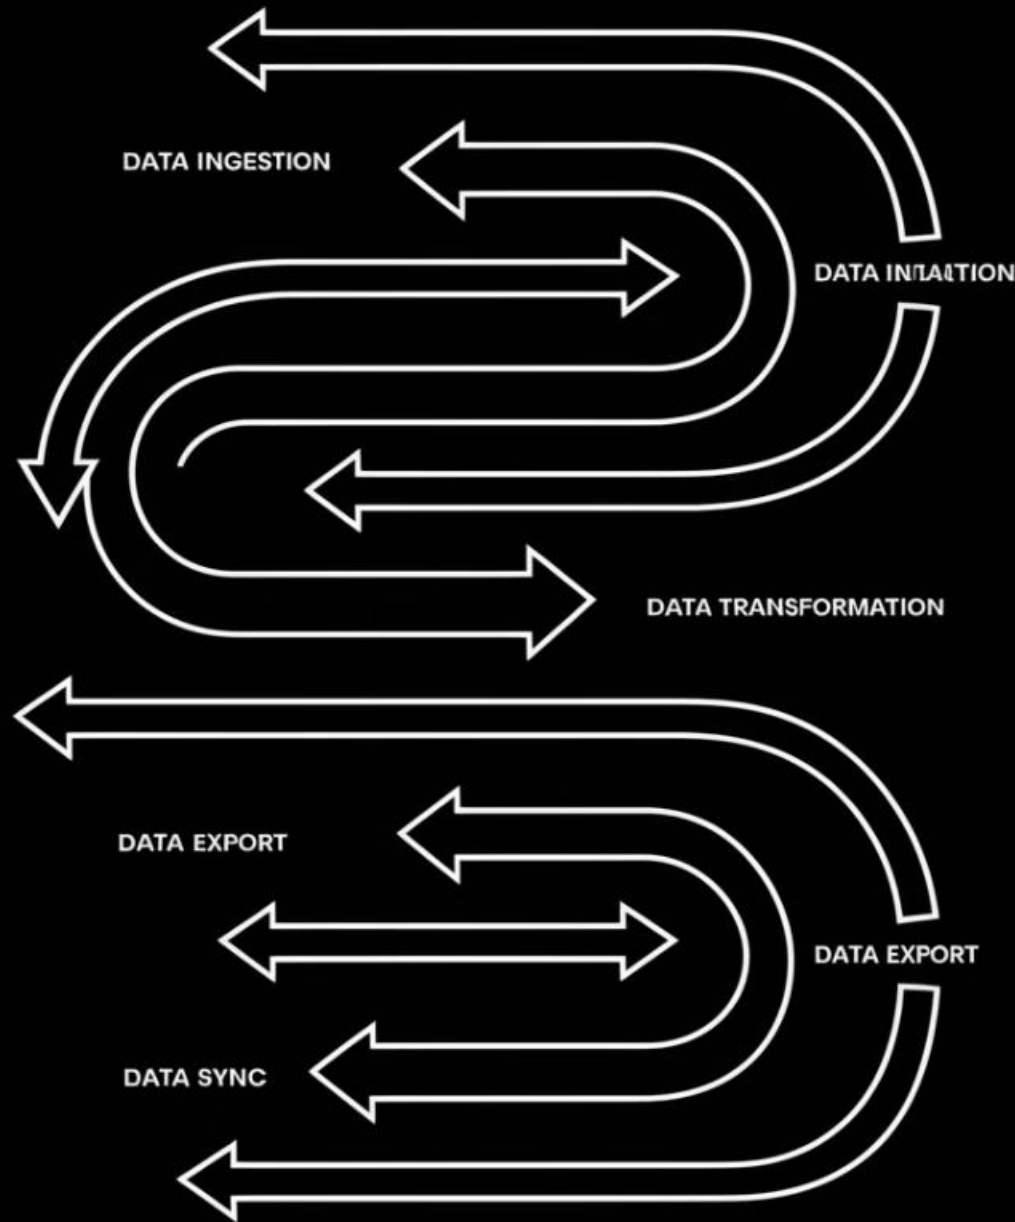 DATA INGESTION
DATA
DATA TRANSFORMATION
DATA EXPORT
DATA EXPORT
DATA SYNC